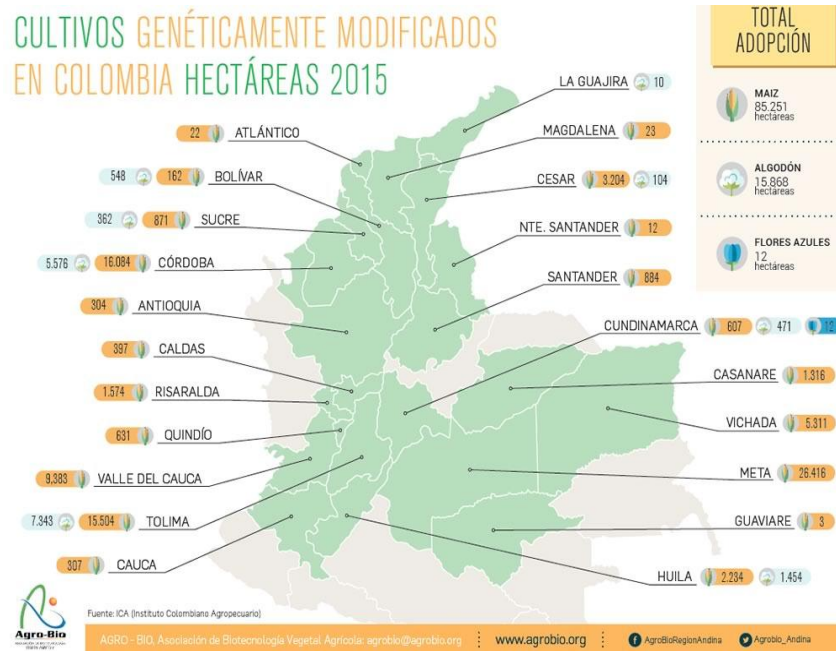 CULTIVOS GENÉTICAMENTE MODIFICADOS
EN COLOMBIA HECTÁREAS 2015
TOTAL
ADOPCIÓN
MAIZ
85.251
hectáreas
ALGODÓN
15.868
hectáreas
FLORES AZULES
12
hectáreas
22 ATLÁNTICO
548 162 BOLÍVAR
362 871 SUCRE
5.576 16.084 CÓRDOBA
304 ANTIOQUIA
397 CALDAS
1.574 RISARALDA
631 QUINDÍO
9.383 VALLE DEL CAUCA
7.343 15.504 TOLIMA
307 CAUCA
LA GUAJIRA 10
MAGDALENA 23
CESAR 3.204 104
NTE. SANTANDER 12
SANTANDER 884
CUNDINAMARCA 607 471 12
CASANARE 1.316
VICHADA 5.311
META 26.416
GUAVIARE 3
HUILA 2.234 1.454
Fuente: ICA (Instituto Colombiano Agropecuario)
Agro-Bio
AGRO - BIO, Asociación de Biotecnología Vegetal Agrícola: agrobio@agrobio.org
www.agrobio.org
AgroBioRegionAndina
Agrobio_Andina